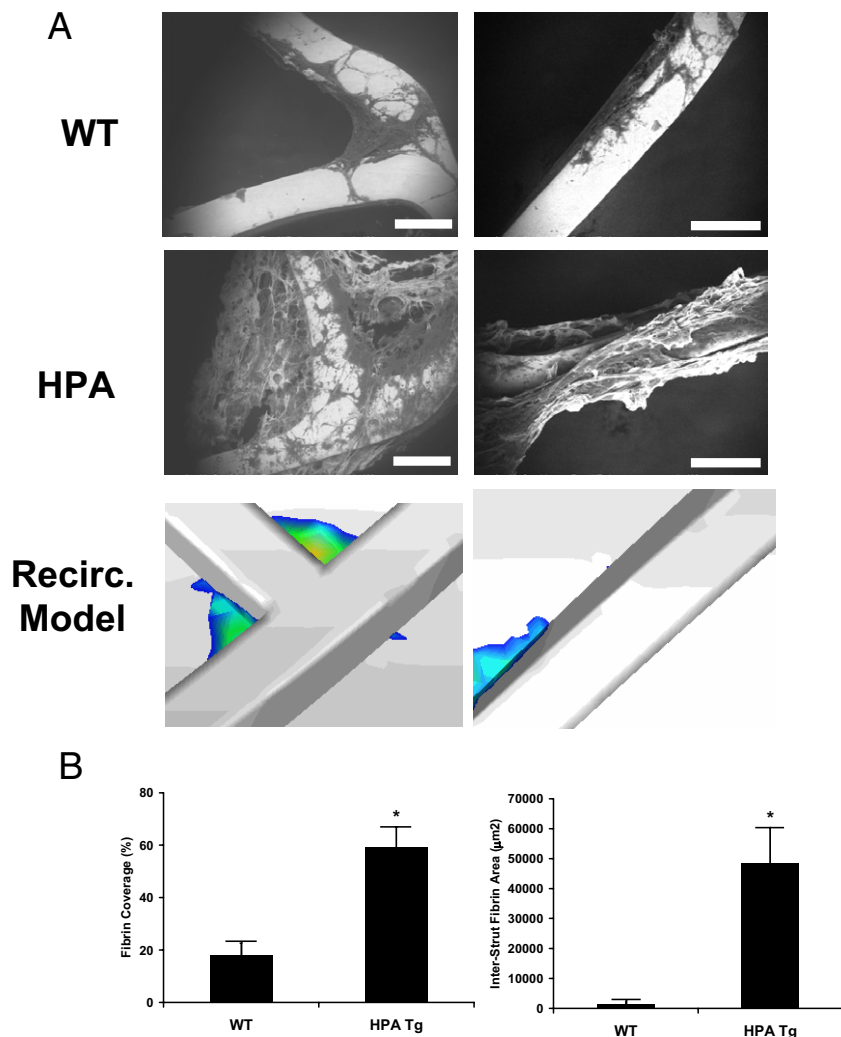 A
WT
HPA
Recirc.
Model
B
80
60
40
20
0
Fibrin Coverage (%)
*
WT
HPA Tg
70000
60000
50000
40000
30000
20000
10000
0
Inter-Strut Fibrin Area (μm2)
*
WT
HPA Tg